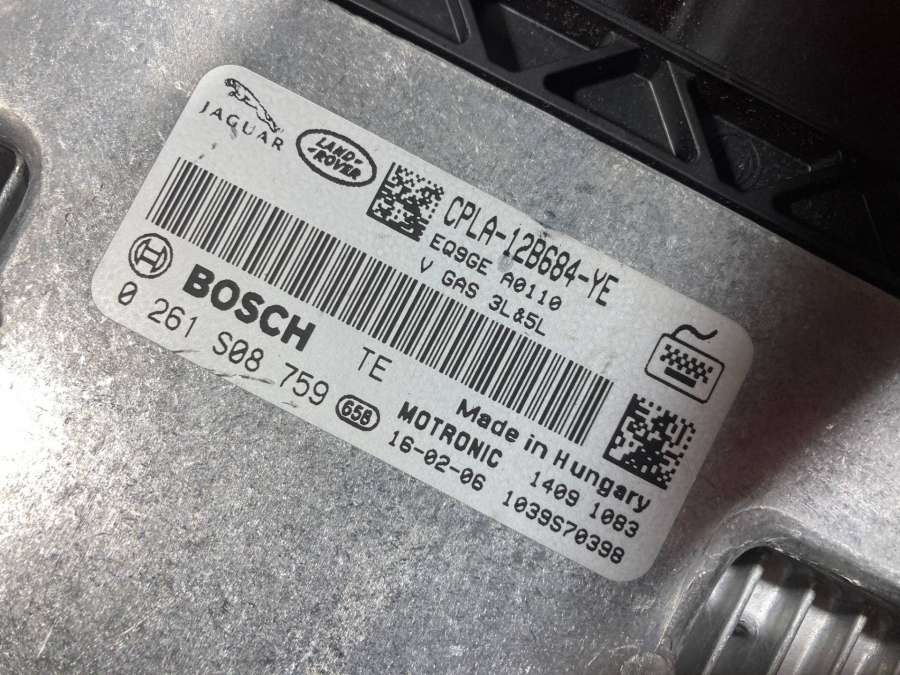 JAGUAR
LAND-
ROVER
CPLA-12B684-YE
EQ9GE A0110
V GAS 3L&5L
BOSCH
TE
0 261 S08 759
658
Made in Hungary
MOTRONIC
1409 1083
16-02-06
1039S70398